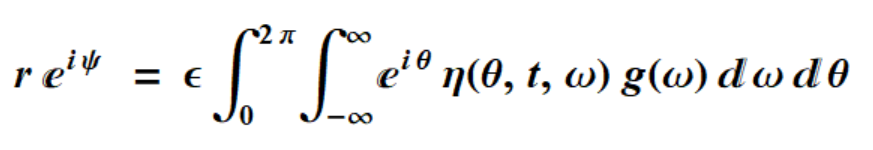 r e^{iψ} = ϵ ∫_0^{2π} ∫_{-∞}^{∞} e^{iθ} η(θ, t, ω) g(ω) dω dθ